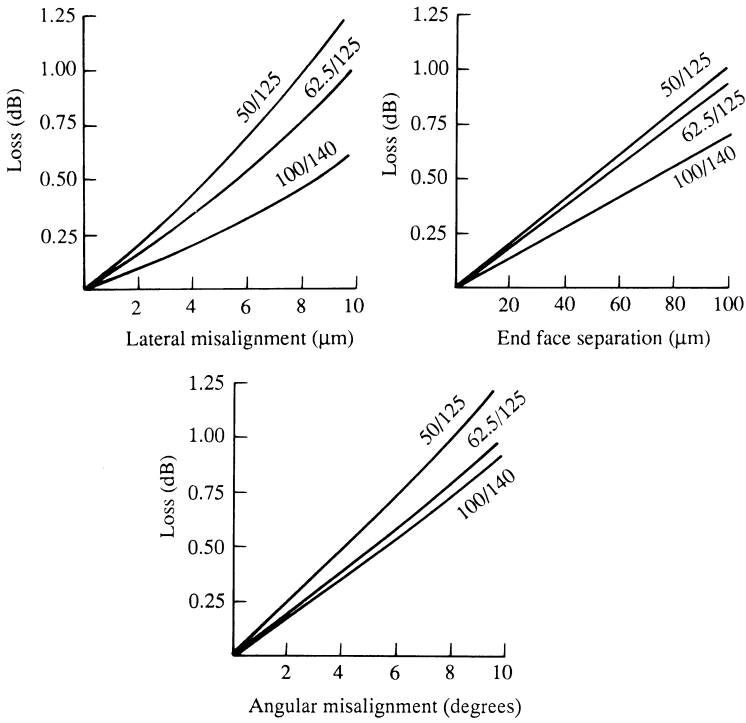 1.25
1.00
0.75
0.50
0.25
Loss (dB)
50/125
62.5/125
100/140
2 4 6 8 10
Lateral misalignment (μm)
1.25
1.00
0.75
0.50
0.25
Loss (dB)
50/125
62.5/125
100/140
20 40 60 80 100
End face separation (μm)
1.25
1.00
0.75
0.50
0.25
Loss (dB)
50/125
62.5/125
100/140
2 4 6 8 10
Angular misalignment (degrees)